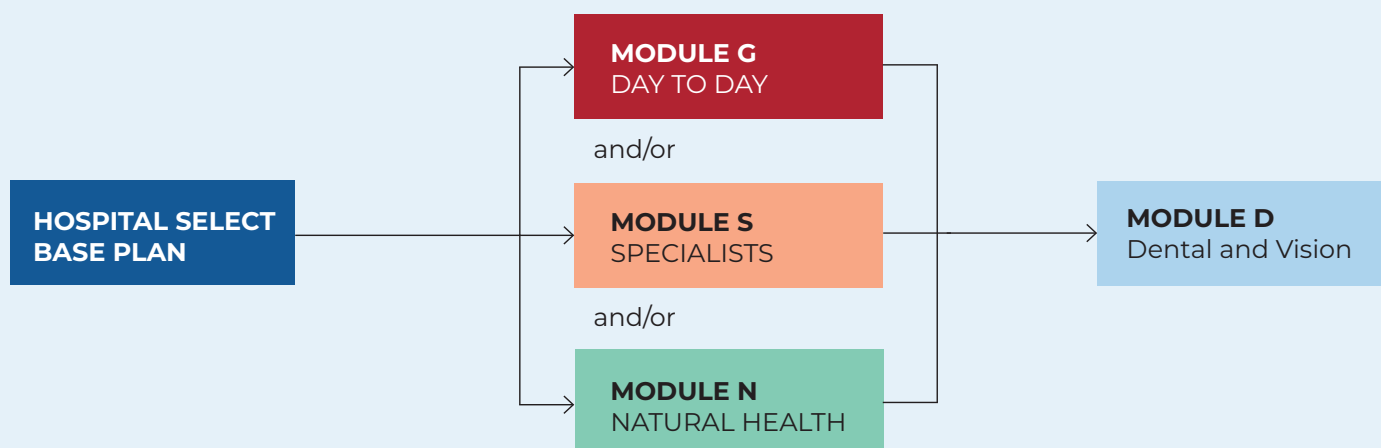 HOSPITAL SELECT
BASE PLAN
MODULE G
DAY TO DAY
and/or
MODULE S
SPECIALISTS
and/or
MODULE N
NATURAL HEALTH
MODULE D
Dental and Vision